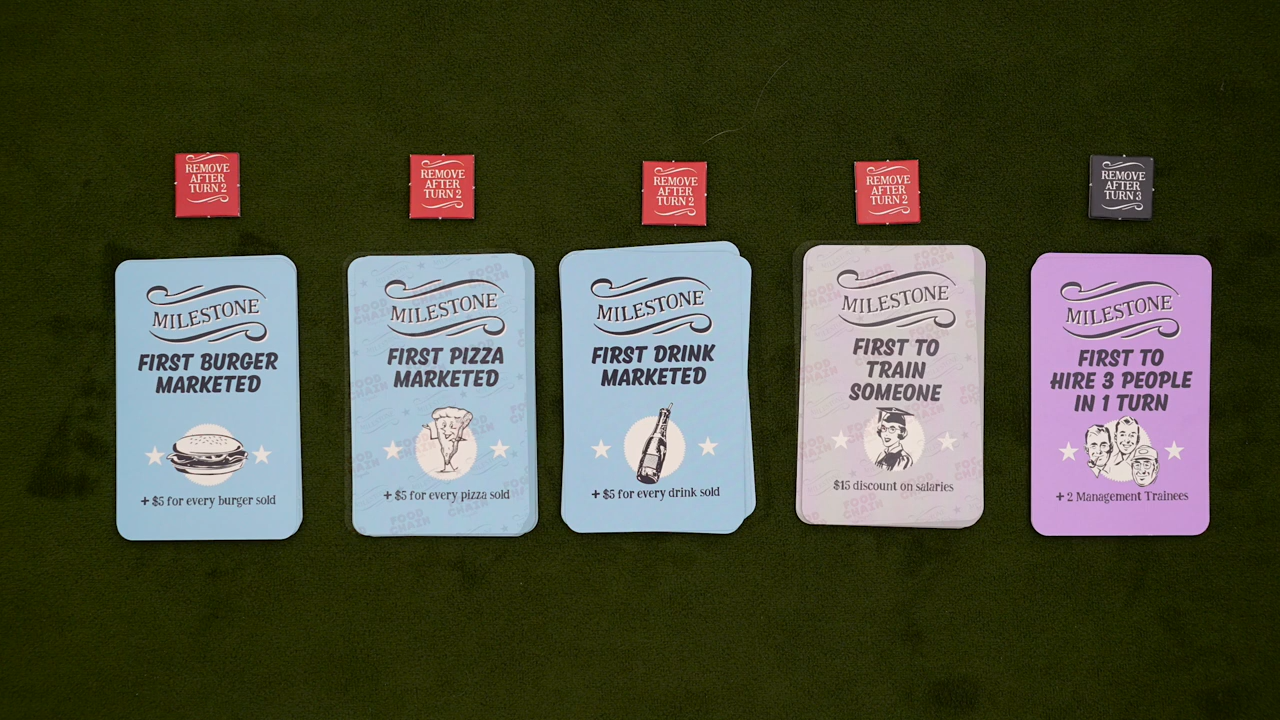 REMOVE
AFTER
TURN 2
REMOVE
AFTER
TURN 2
REMOVE
AFTER
TURN 2
REMOVE
AFTER
TURN 2
REMOVE
AFTER
TURN 3
MILESTONE
FIRST BURGER
MARKETED
+ $5 for every burger sold
MILESTONE
FIRST PIZZA
MARKETED
+ $5 for every pizza sold
MILESTONE
FIRST DRINK
MARKETED
+ $5 for every drink sold
MILESTONE
FIRST TO
TRAIN
SOMEONE
$15 discount on salaries
MILESTONE
FIRST TO
HIRE 3 PEOPLE
IN 1 TURN
+ 2 Management Trainees
FOOD
CHAIN